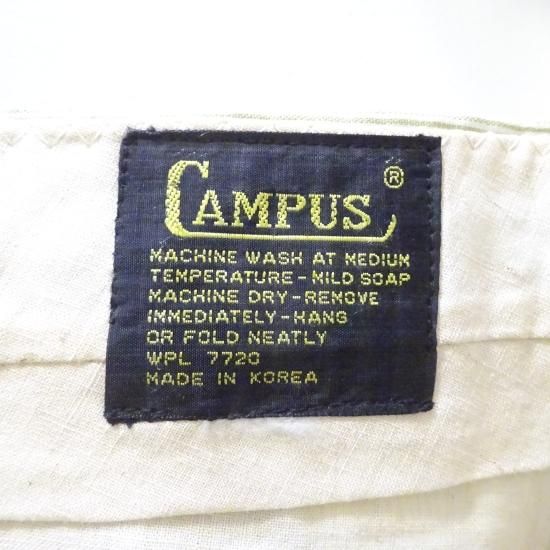 CAMPUS ®
MACHINE WASH AT MEDIUM
TEMPERATURE - MILD SOAP
MACHINE DRY - REMOVE
IMMEDIATELY - HANG
OR FOLD NEATLY
WPL 7720
MADE IN KOREA